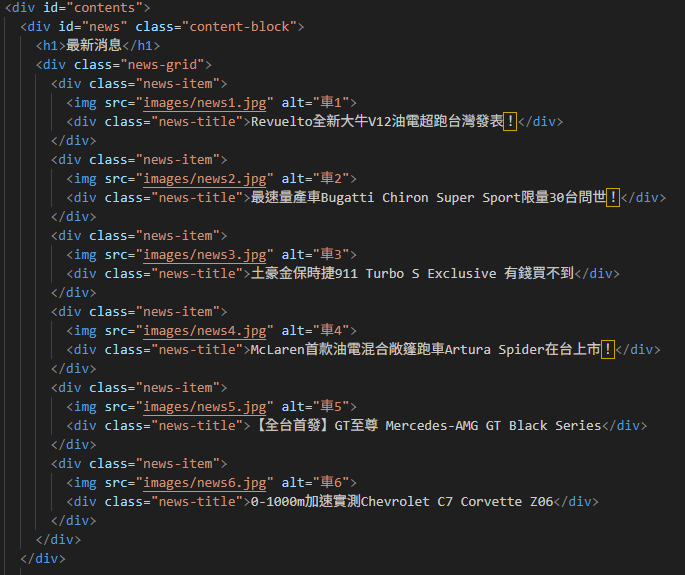 <div id="contents">
<div id="news" class="content-block">
<h1>最新消息</h1>
<div class="news-grid">
<div class="news-item">
<img src="images/news1.jpg" alt="車1">
<div class="news-title">Revuelto全新大牛V12油電超跑台灣發表！</div>
</div>
<div class="news-item">
<img src="images/news2.jpg" alt="車2">
<div class="news-title">最速量產車Bugatti Chiron Super Sport限量30台問世！</div>
</div>
<div class="news-item">
<img src="images/news3.jpg" alt="車3">
<div class="news-title">土豪金保時捷911 Turbo S Exclusive 有錢買不到</div>
</div>
<div class="news-item">
<img src="images/news4.jpg" alt="車4">
<div class="news-title">McLaren首款油電混合敞篷跑車Artura Spider在台上市！</div>
</div>
<div class="news-item">
<img src="images/news5.jpg" alt="車5">
<div class="news-title">【全台首發】GT至尊 Mercedes-AMG GT Black Series</div>
</div>
<div class="news-item">
<img src="images/news6.jpg" alt="車6">
<div class="news-title">0-1000m加速實測Chevrolet C7 Corvette Z06</div>
</div>
</div>
</div>